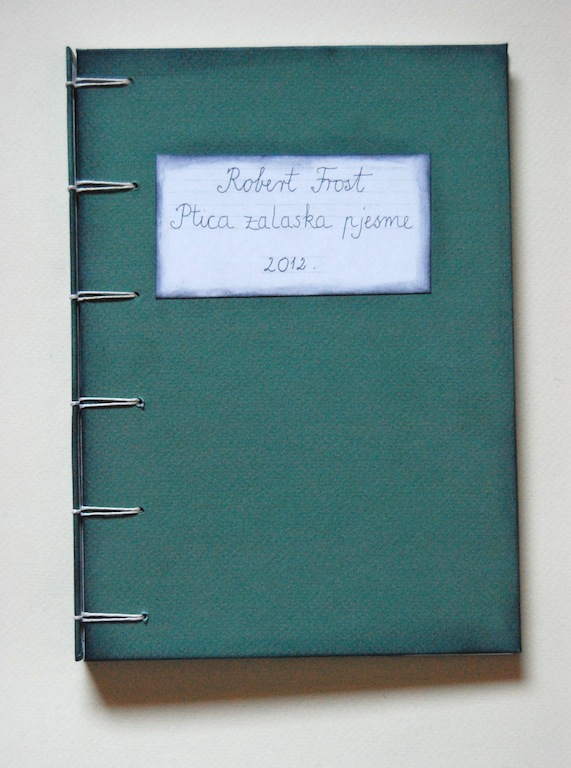 Robert Frost
Ptica zalaska pjesme
2012.